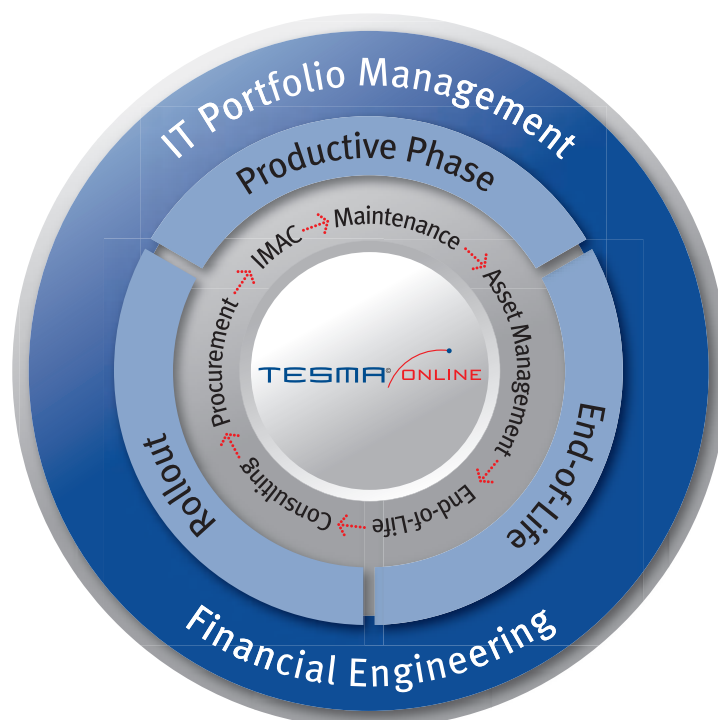 IT Portfolio Management
Productive Phase
IMAC
Maintenance
Asset Management
End-of-Life
Consulting
Procurement
TESMA© ONLINE
Rollout
End-of-Life
Financial Engineering